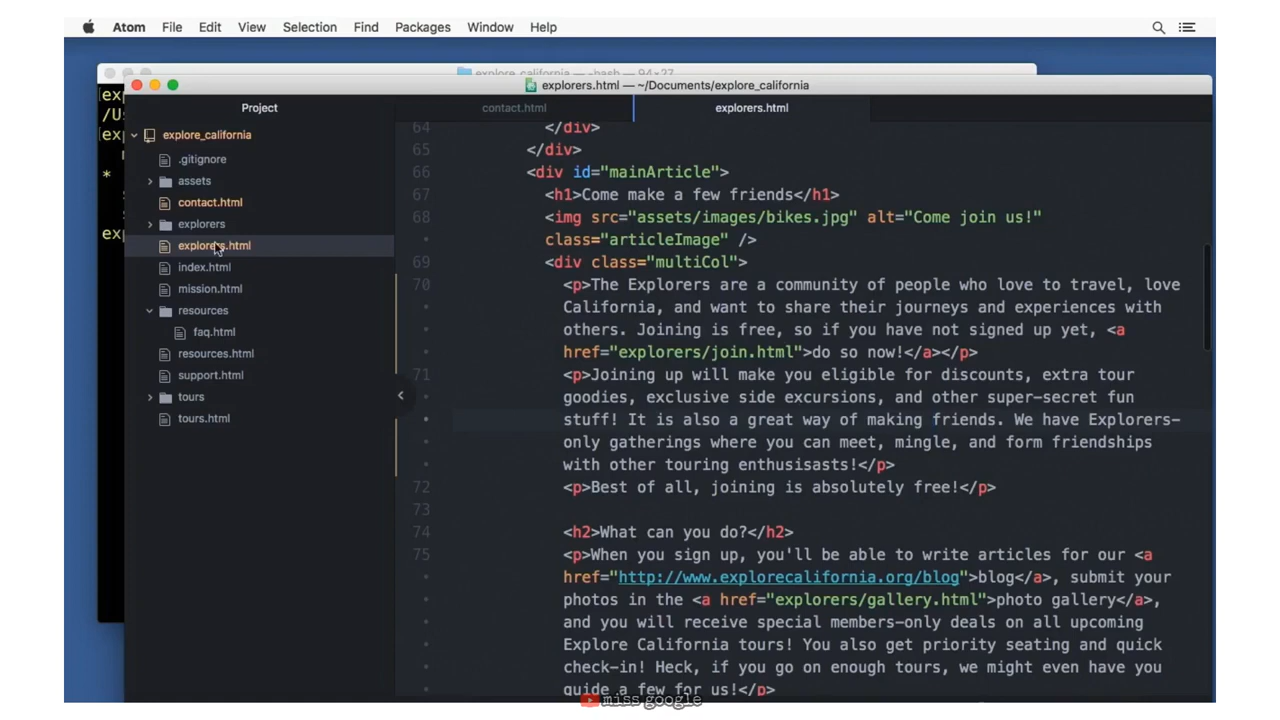 Atom File Edit View Selection Find Packages Window Help
explore_california — -bash — 94×27
explorers.html — ~/Documents/explore_california
Project
contact.html
explorers.html
explore_california
.gitignore
assets
contact.html
explorers
explorers.html
index.html
mission.html
resources
faq.html
resources.html
support.html
tours
tours.html
64 </div>
65 </div>
66 <div id="mainArticle">
67 <h1>Come make a few friends</h1>
68 <img src="assets/images/bikes.jpg" alt="Come join us!"
• class="articleImage" />
69 <div class="multiCol">
70 <p>The Explorers are a community of people who love to travel, love
• California, and want to share their journeys and experiences with
• others. Joining is free, so if you have not signed up yet, <a
• href="explorers/join.html">do so now!</a></p>
71 <p>Joining up will make you eligible for discounts, extra tour
• goodies, exclusive side excursions, and other super-secret fun
• stuff! It is also a great way of making friends. We have Explorers-
• only gatherings where you can meet, mingle, and form friendships
• with other touring enthusisasts!</p>
72 <p>Best of all, joining is absolutely free!</p>
73
74 <h2>What can you do?</h2>
75 <p>When you sign up, you'll be able to write articles for our <a
• href="http://www.explorecalifornia.org/blog">blog</a>, submit your
• photos in the <a href="explorers/gallery.html">photo gallery</a>,
• and you will receive special members-only deals on all upcoming
• Explore California tours! You also get priority seating and quick
• check-in! Heck, if you go on enough tours, we might even have you
• guide a few for us!</p>
miss google